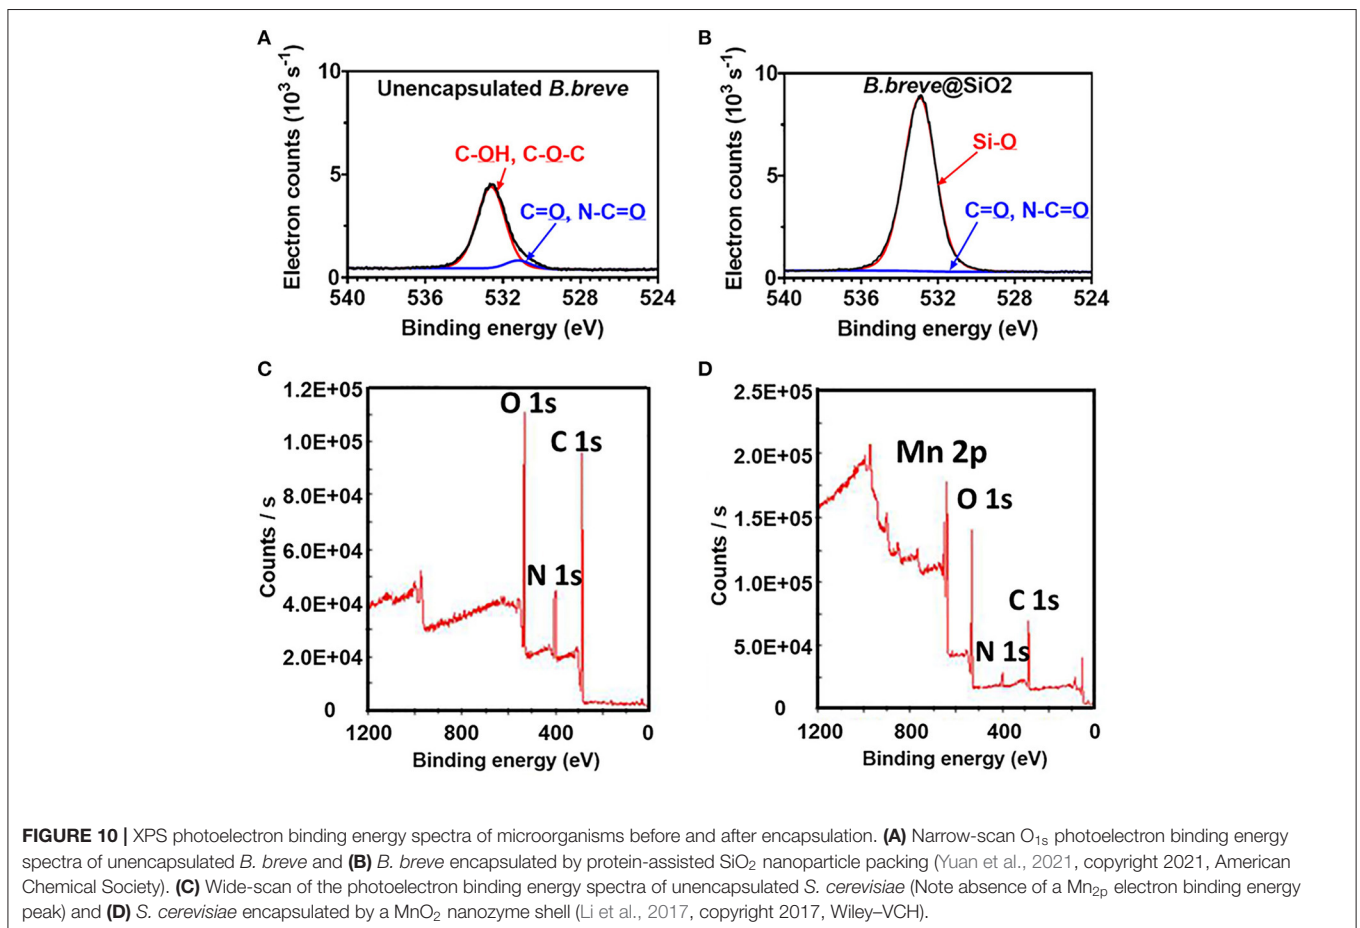 A
Electron counts (10³ s⁻¹)
10
5
0
Unencapsulated B.breve
C-OH, C-O-C
C=O, N-C=O
540 536 532 528 524
Binding energy (eV)
B
Electron counts (10³ s⁻¹)
10
5
0
B.breve@SiO2
Si-O
C=O, N-C=O
540 536 532 528 524
Binding energy (eV)
C
Counts / s
1.2E+05
1.0E+05
8.0E+04
6.0E+04
4.0E+04
2.0E+04
0
O 1s
C 1s
N 1s
1200 800 400 0
Binding energy (eV)
D
Counts / s
2.5E+05
2.0E+05
1.5E+05
1.0E+05
5.0E+04
0
Mn 2p
O 1s
C 1s
N 1s
1200 800 400 0
Binding energy (eV)
FIGURE 10 | XPS photoelectron binding energy spectra of microorganisms before and after encapsulation. (A) Narrow-scan O₁ₛ photoelectron binding energy
spectra of unencapsulated B. breve and (B) B. breve encapsulated by protein-assisted SiO₂ nanoparticle packing (Yuan et al., 2021, copyright 2021, American
Chemical Society). (C) Wide-scan of the photoelectron binding energy spectra of unencapsulated S. cerevisiae (Note absence of a Mn₂ₚ electron binding energy
peak) and (D) S. cerevisiae encapsulated by a MnO₂ nanozyme shell (Li et al., 2017, copyright 2017, Wiley–VCH).